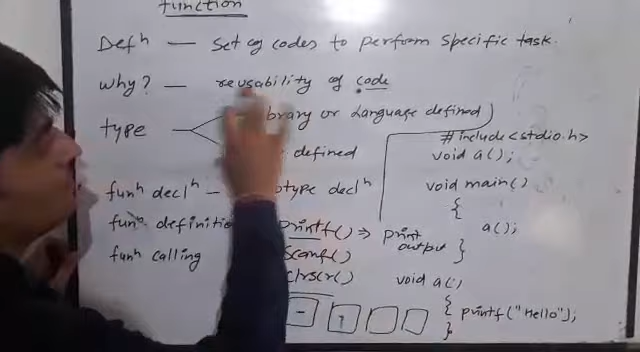 function
Defⁿ — Set of codes to perform specific task.
Why? — reusability of code
type
library or Language defined)
defined
funⁿ declⁿ —
otype declⁿ
funⁿ definition
printf() ⇒ print output
funⁿ calling
scanf()
clrscr()
#include<stdio.h>
void a();
void main()
{
a();
}
void a()
{ printf("Hello");
}